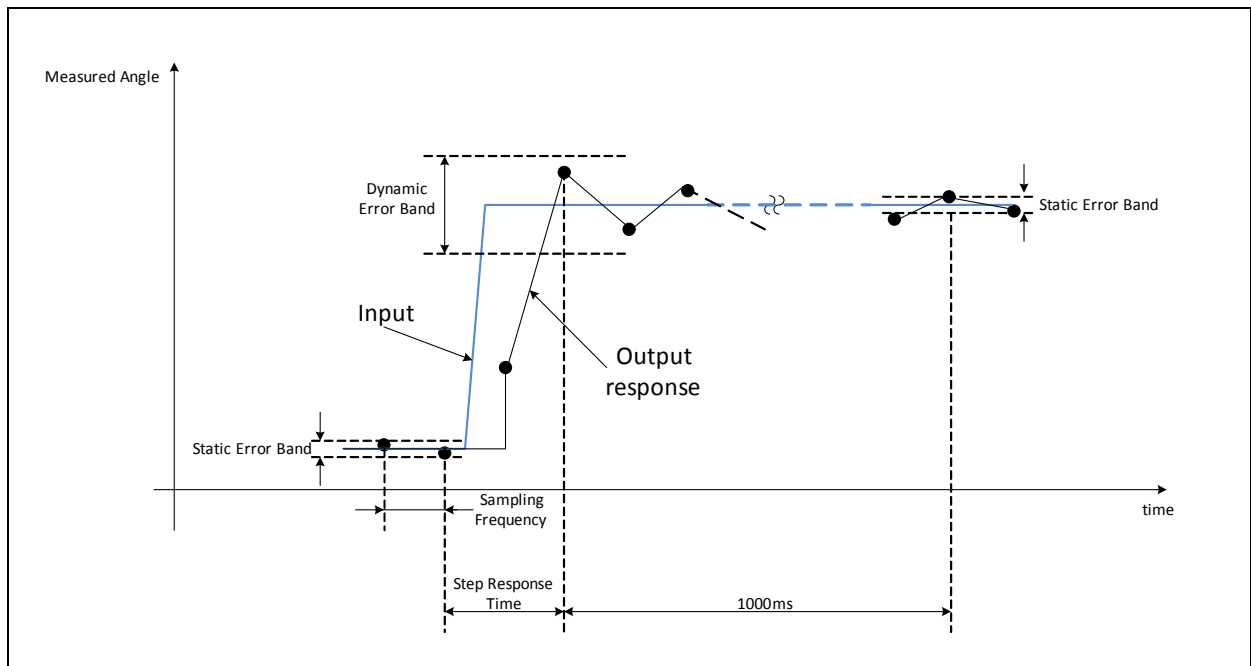 Measured Angle
Dynamic
Error Band
Static Error Band
Input
Output
response
Static Error Band
Sampling
Frequency
time
Step Response
Time
1000ms